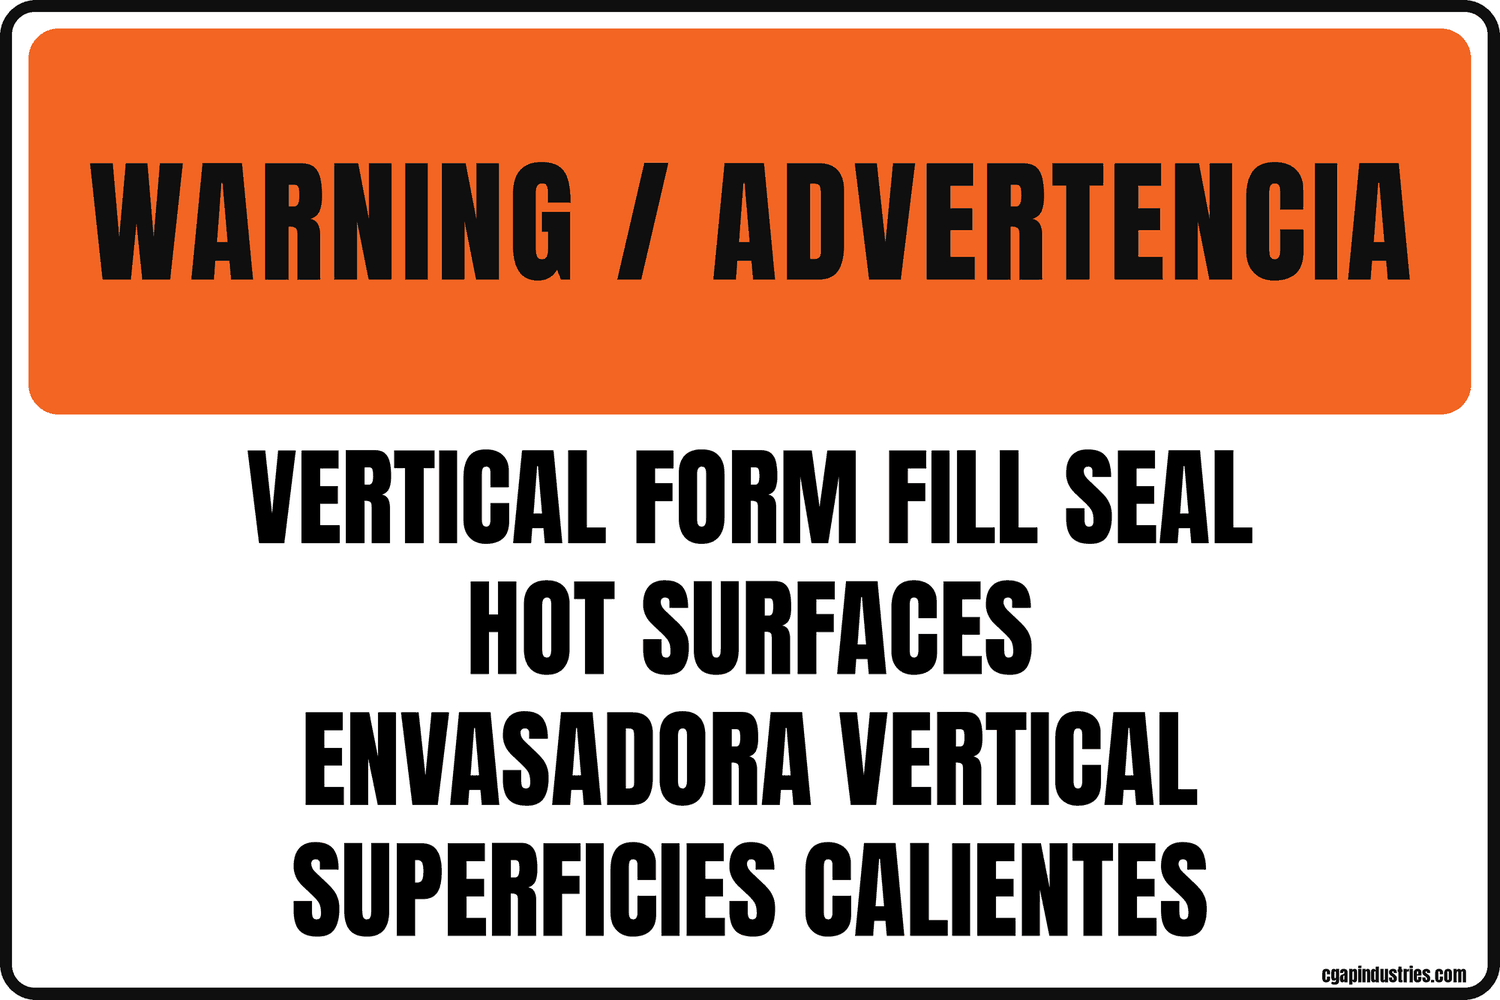 WARNING / ADVERTENCIA
VERTICAL FORM FILL SEAL
HOT SURFACES
ENVASADORA VERTICAL
SUPERFICIES CALIENTES
cgapindustries.com